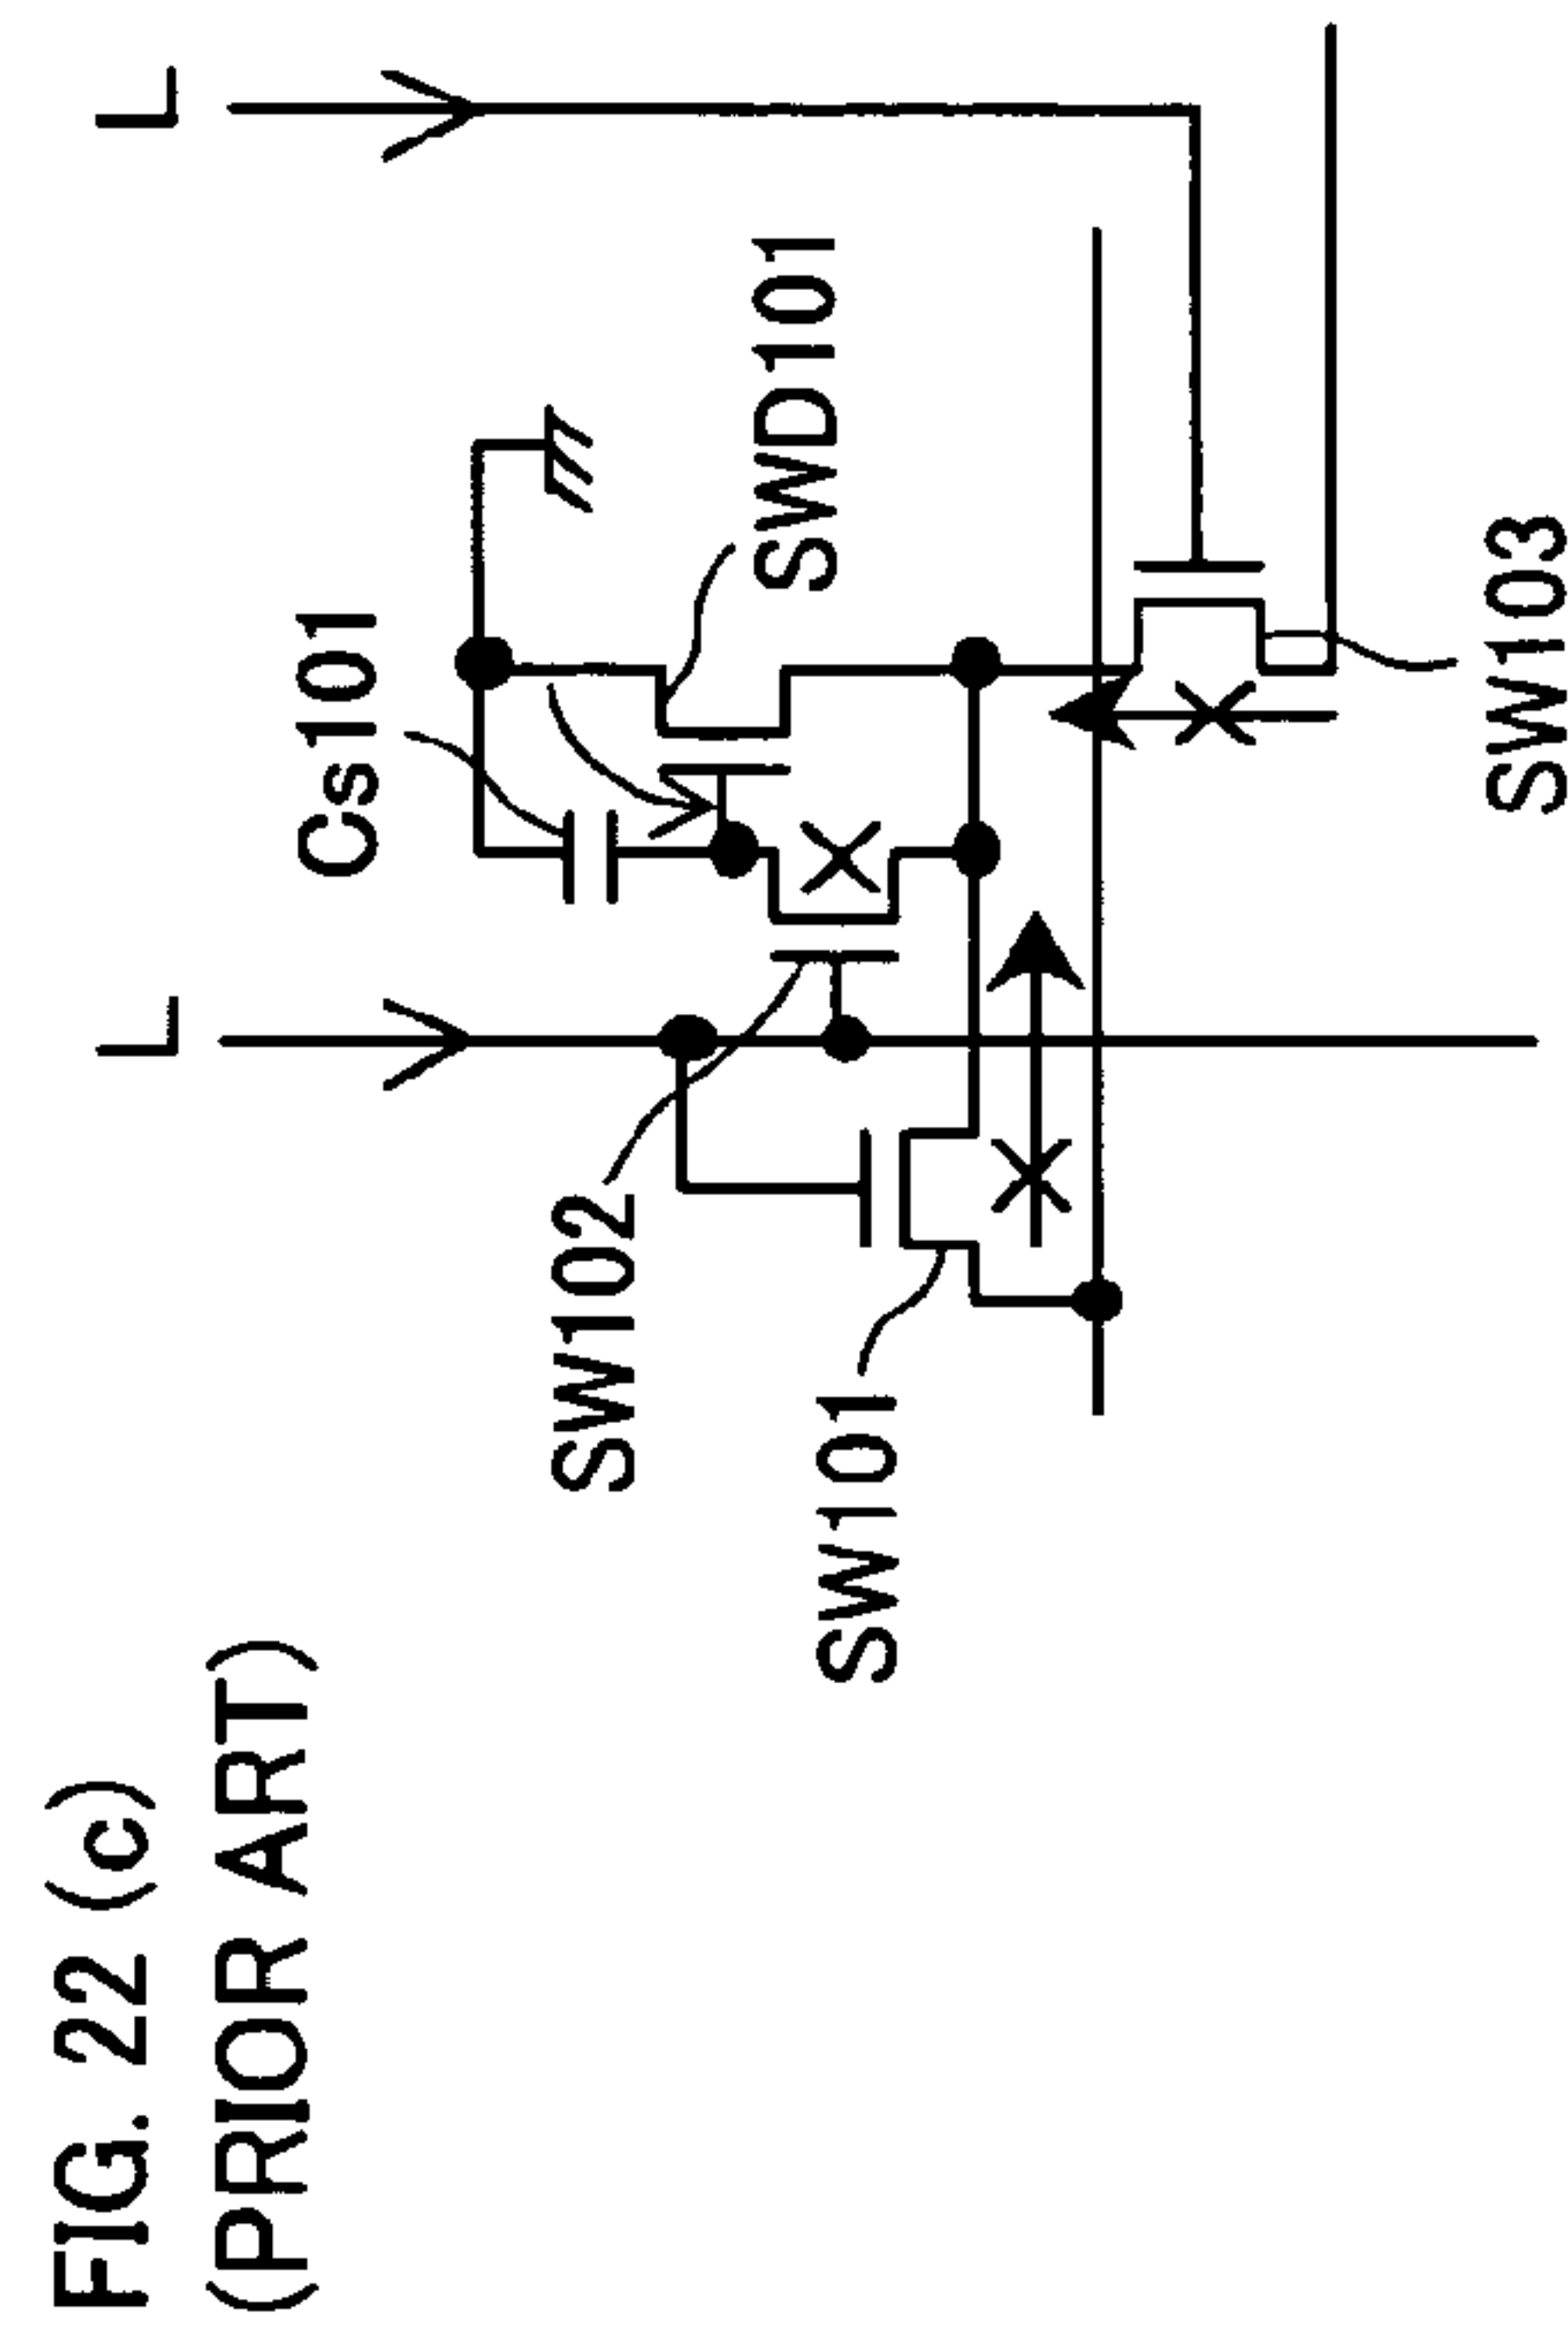 FIG. 22 (c)
(PRIOR ART)
L
L
Cs101
SW102
SWD101
SW101
SW103